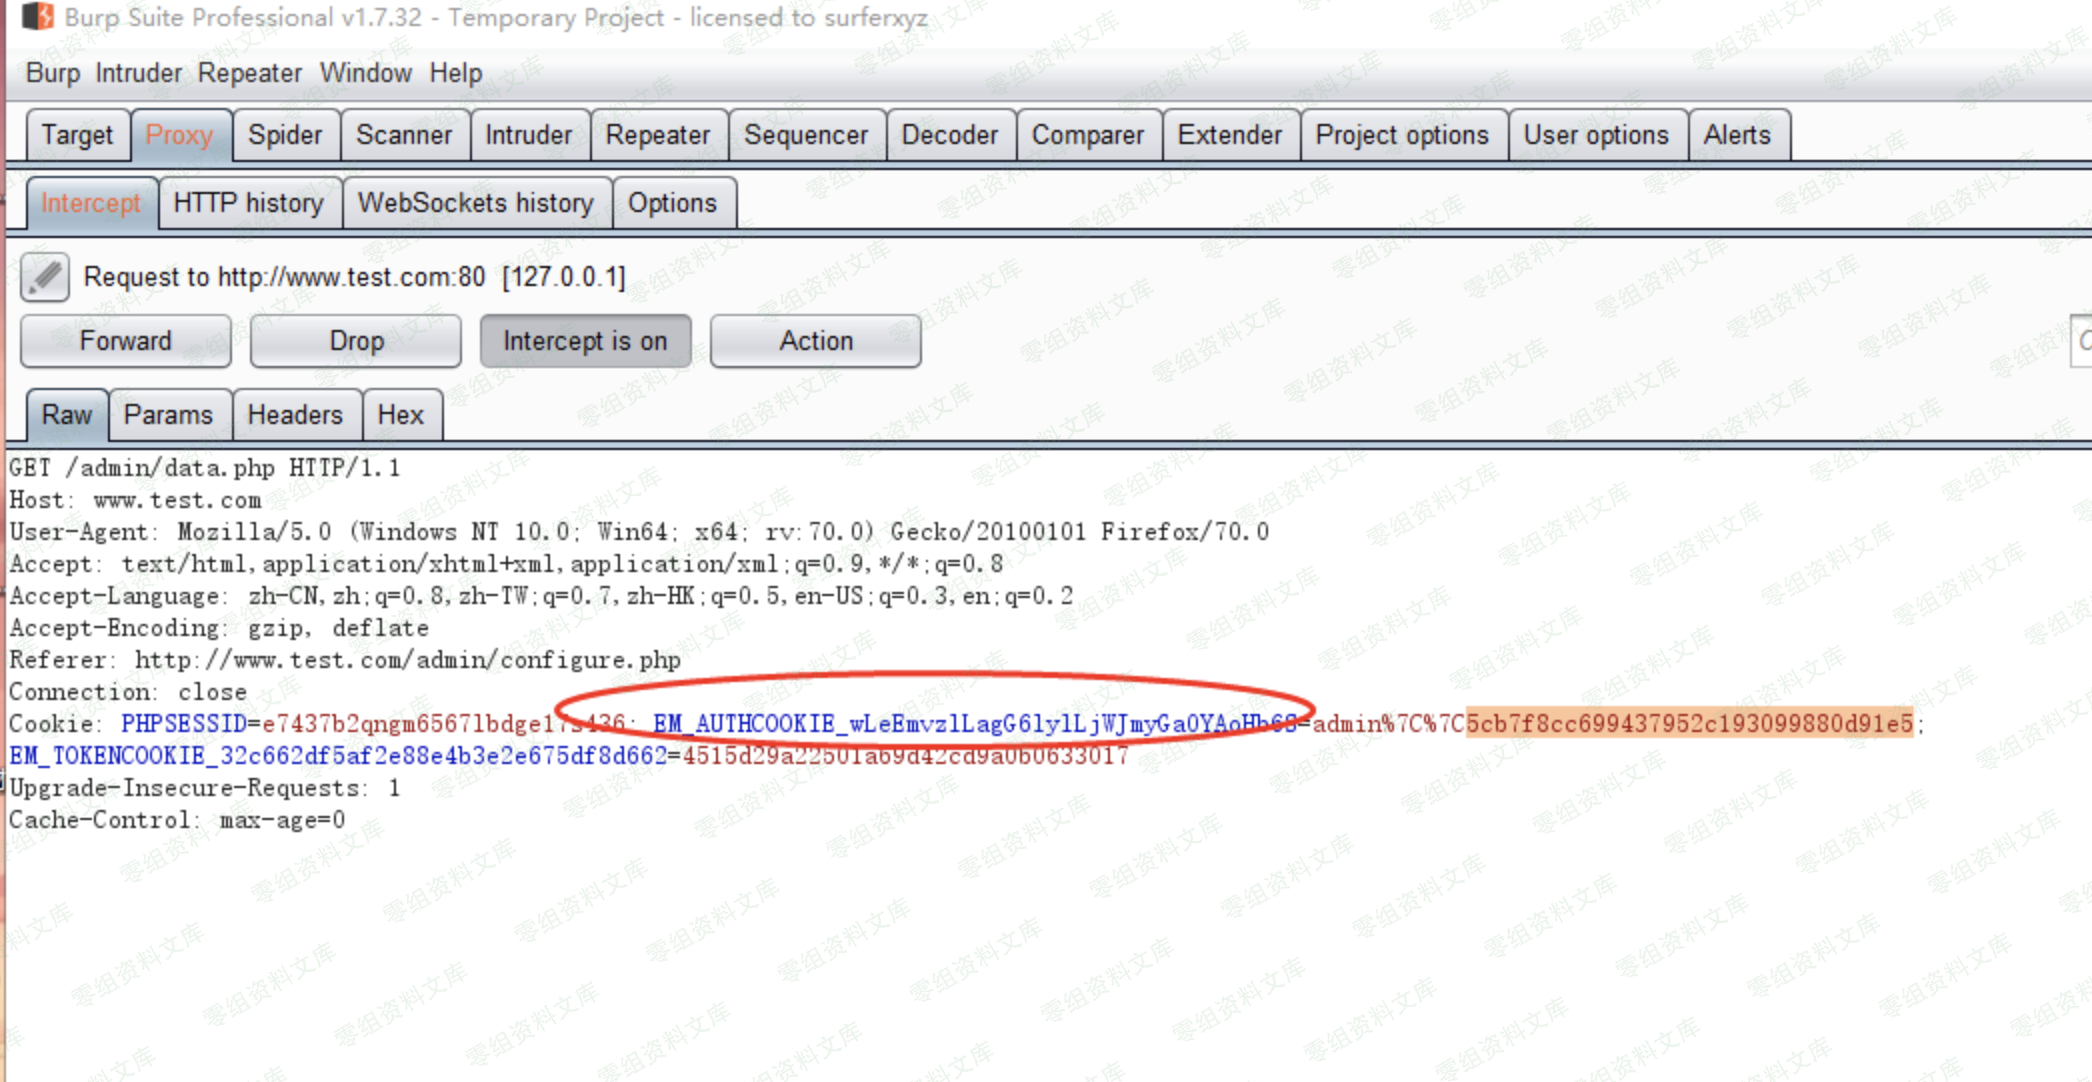 Burp Suite Professional v1.7.32 - Temporary Project - licensed to surferxyz
Burp Intruder Repeater Window Help
Target Proxy Spider Scanner Intruder Repeater Sequencer Decoder Comparer Extender Project options User options Alerts
Intercept HTTP history WebSockets history Options
Request to http://www.test.com:80 [127.0.0.1]
Forward Drop Intercept is on Action
Raw Params Headers Hex
GET /admin/data.php HTTP/1.1
Host: www.test.com
User-Agent: Mozilla/5.0 (Windows NT 10.0; Win64; x64; rv:70.0) Gecko/20100101 Firefox/70.0
Accept: text/html,application/xhtml+xml,application/xml;q=0.9,*/*;q=0.8
Accept-Language: zh-CN,zh;q=0.8,zh-TW;q=0.7,zh-HK;q=0.5,en-US;q=0.3,en;q=0.2
Accept-Encoding: gzip, deflate
Referer: http://www.test.com/admin/configure.php
Connection: close
Cookie: PHPSESSID=e7437b2qngm6567lbdge17s436; EM_AUTHCOOKIE_wLeEmvzlLagG6lylLjWJmyGa0YAoHb6S=admin%7C%7C5cb7f8cc699437952c193099880d91e5;
EM_TOKENCOOKIE_32c662df5af2e88e4b3e2e675df8d662=4515d29a22501a69d42cd9a0b0633017
Upgrade-Insecure-Requests: 1
Cache-Control: max-age=0
零组资料文库